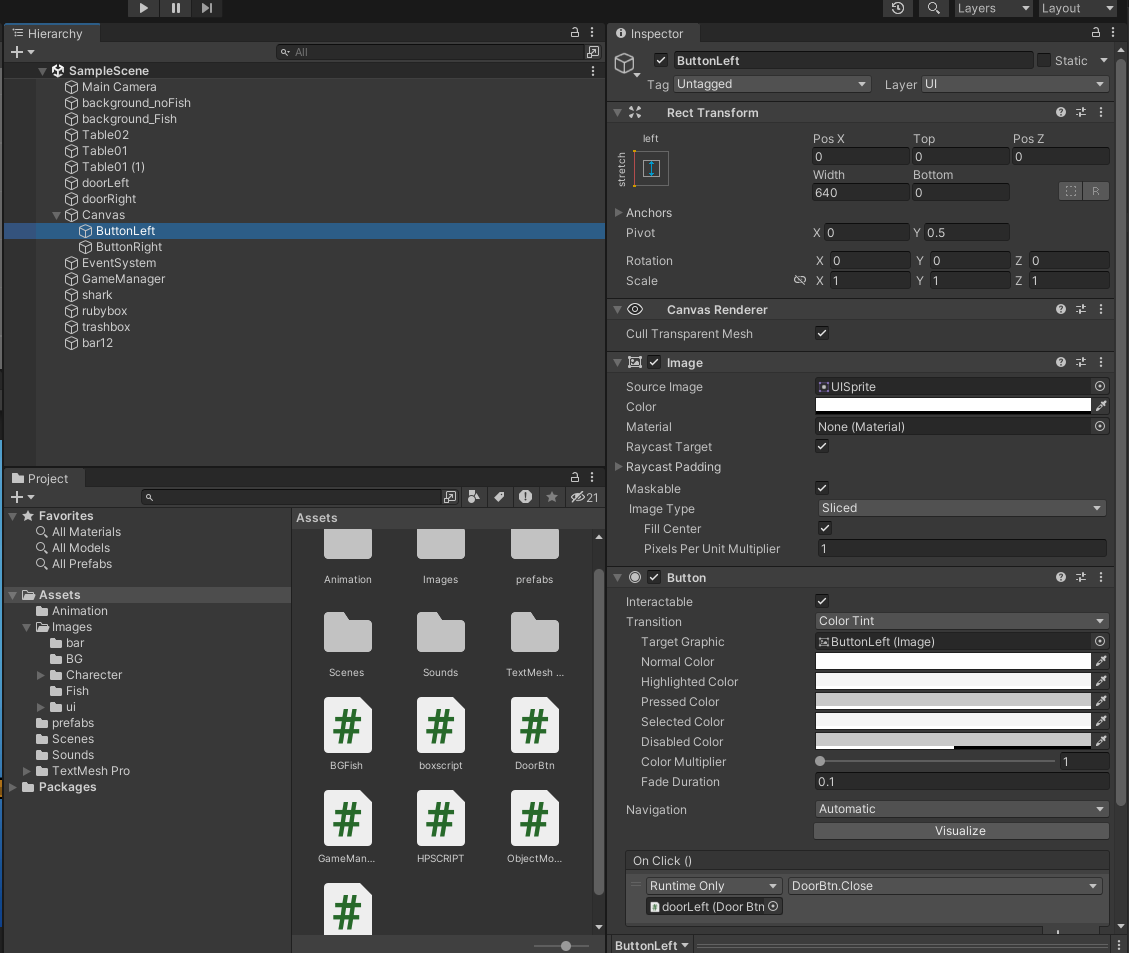 Layers
Layout
Hierarchy
All
SampleScene
Main Camera
background_noFish
background_Fish
Table02
Table01
Table01 (1)
doorLeft
doorRight
Canvas
ButtonLeft
ButtonRight
EventSystem
GameManager
shark
rubybox
trashbox
bar12
Project
21
Favorites
All Materials
All Models
All Prefabs
Assets
Animation
Images
bar
BG
Charecter
Fish
ui
prefabs
Scenes
Sounds
TextMesh Pro
Packages
Assets
Animation
Images
prefabs
Scenes
Sounds
TextMesh ...
#
#
#
BGFish
boxscript
DoorBtn
#
#
#
GameMan...
HPSCRIPT
ObjectMo...
#
Inspector
ButtonLeft
Static
Tag Untagged
Layer UI
Rect Transform
left
stretch
Pos X Top Pos Z
0 0 0
Width Bottom
640 0
R
Anchors
Pivot X 0 Y 0.5
Rotation X 0 Y 0 Z 0
Scale X 1 Y 1 Z 1
Canvas Renderer
Cull Transparent Mesh
Image
Source Image UISprite
Color
Material None (Material)
Raycast Target
Raycast Padding
Maskable
Image Type Sliced
Fill Center
Pixels Per Unit Multiplier 1
Button
Interactable
Transition Color Tint
Target Graphic ButtonLeft (Image)
Normal Color
Highlighted Color
Pressed Color
Selected Color
Disabled Color
Color Multiplier 1
Fade Duration 0.1
Navigation Automatic
Visualize
On Click ()
Runtime Only DoorBtn.Close
doorLeft (Door Btn
ButtonLeft